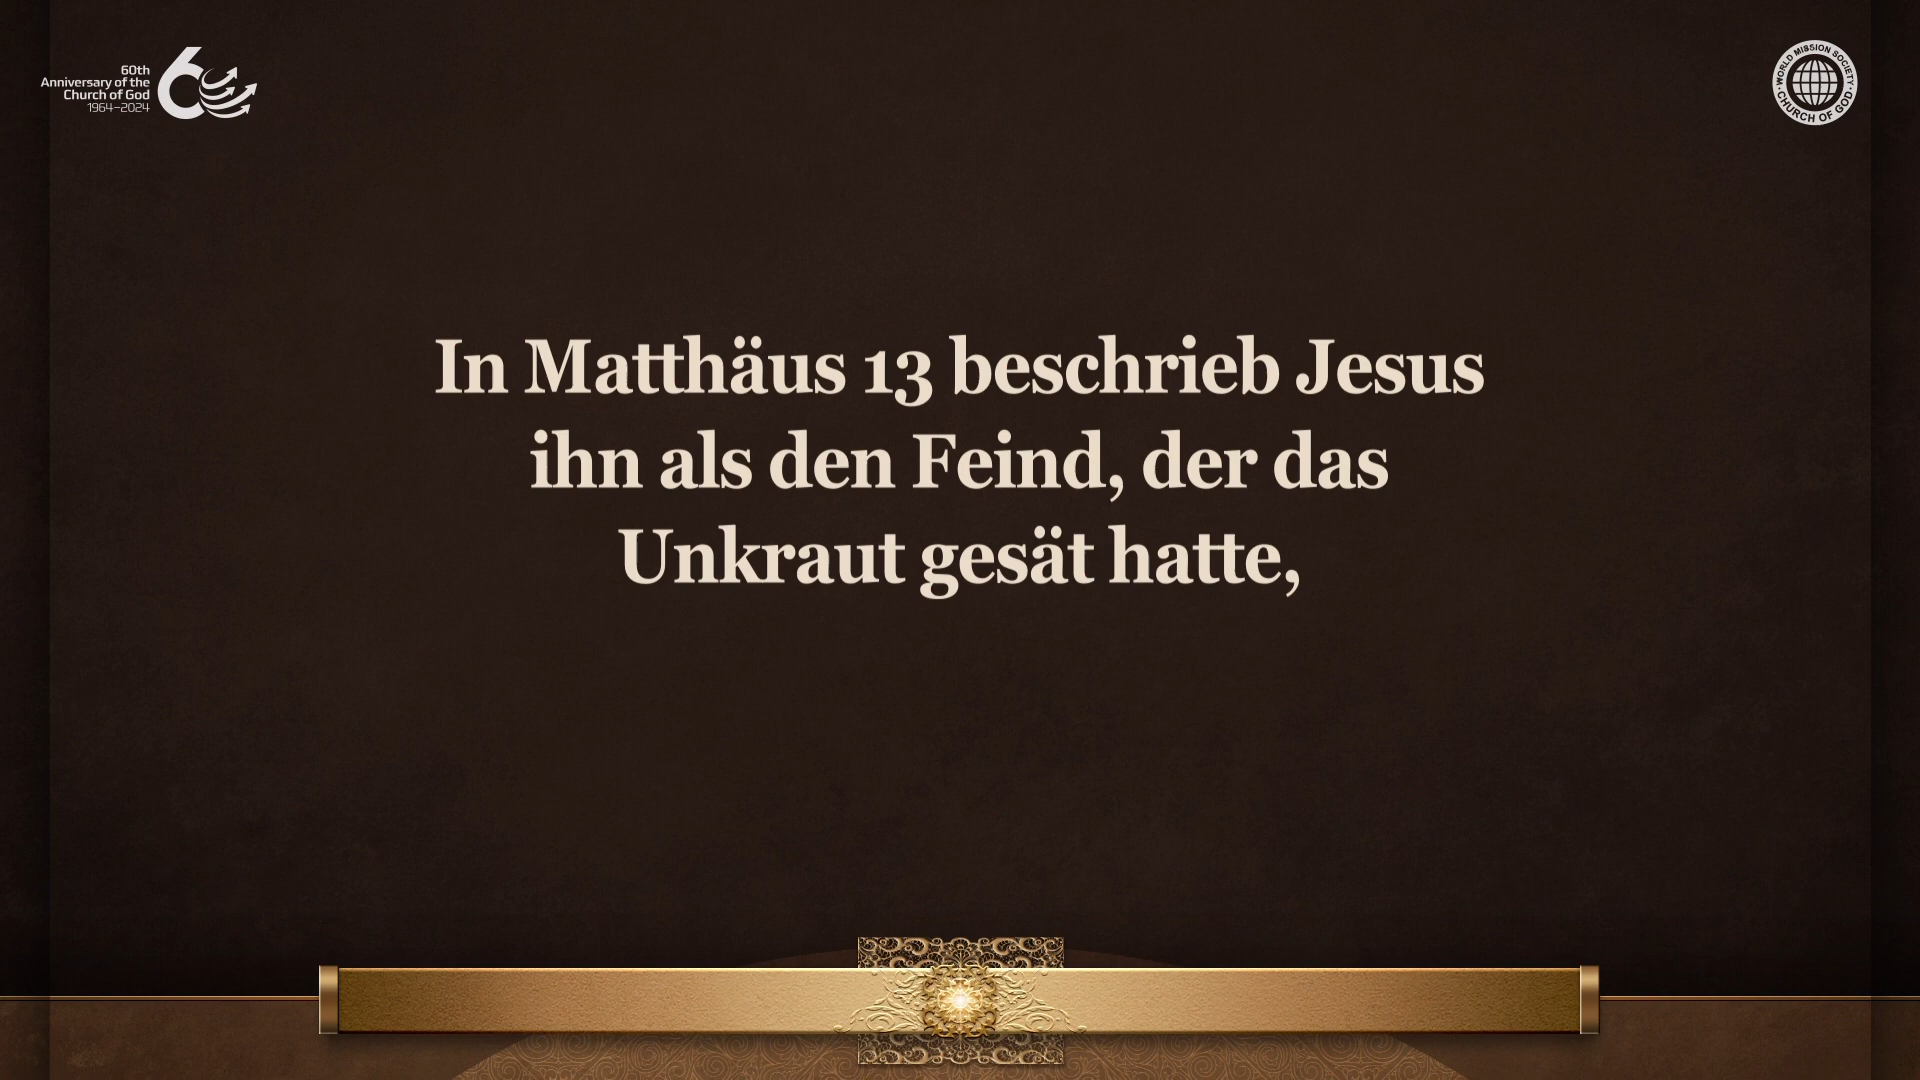 60th
Anniversary of the
Church of God
1964–2024
60
WORLD MISSION SOCIETY
CHURCH OF GOD
In Matthäus 13 beschrieb Jesus
ihn als den Feind, der das
Unkraut gesät hatte,